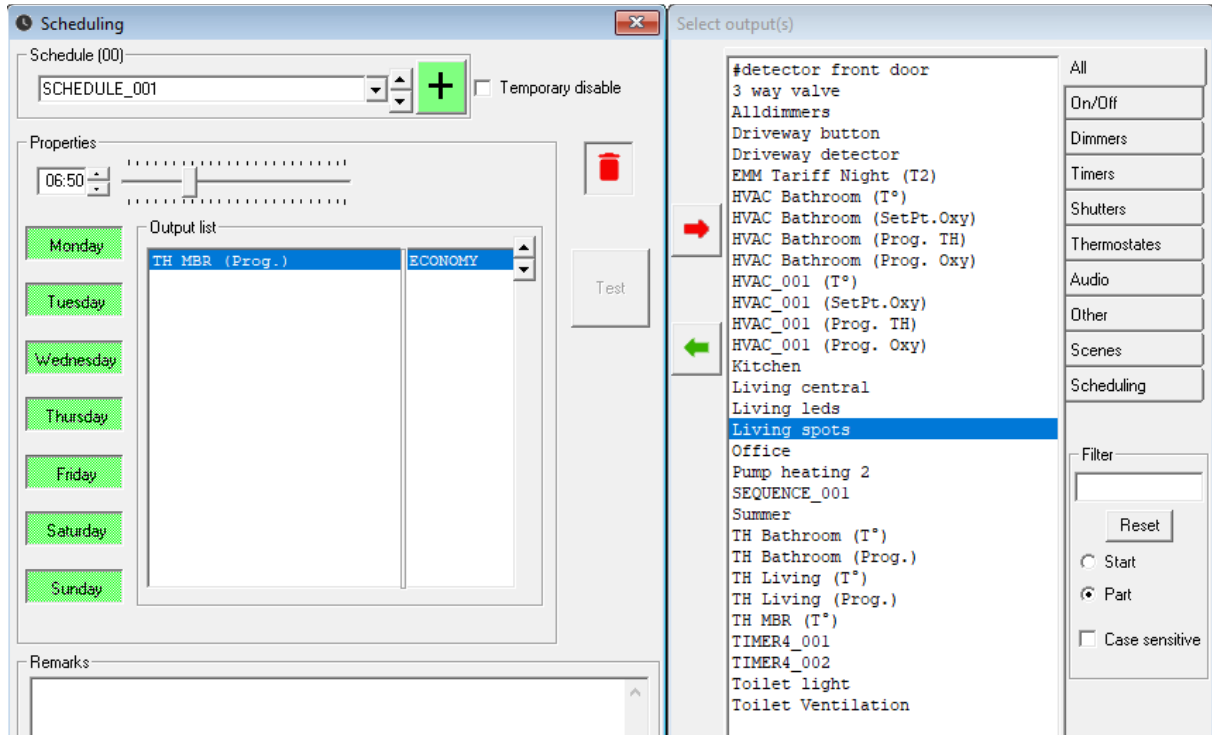 Scheduling
Schedule (00)
SCHEDULE_001
Temporary disable
Properties
06:50
Output list
TH MBR (Prog.) ECONOMY
Monday
Tuesday
Wednesday
Thursday
Friday
Saturday
Sunday
Test
Remarks
Select output(s)
#detector front door
3 way valve
Alldimmers
Driveway button
Driveway detector
EMM Tariff Night (T2)
HVAC Bathroom (T°)
HVAC Bathroom (SetPt.Oxy)
HVAC Bathroom (Prog. TH)
HVAC Bathroom (Prog. Oxy)
HVAC_001 (T°)
HVAC_001 (SetPt.Oxy)
HVAC_001 (Prog. TH)
HVAC_001 (Prog. Oxy)
Kitchen
Living central
Living leds
Living spots
Office
Pump heating 2
SEQUENCE_001
Summer
TH Bathroom (T°)
TH Bathroom (Prog.)
TH Living (T°)
TH Living (Prog.)
TH MBR (T°)
TIMER4_001
TIMER4_002
Toilet light
Toilet Ventilation
All
On/Off
Dimmers
Timers
Shutters
Thermostates
Audio
Other
Scenes
Scheduling
Filter
Reset
Start
Part
Case sensitive